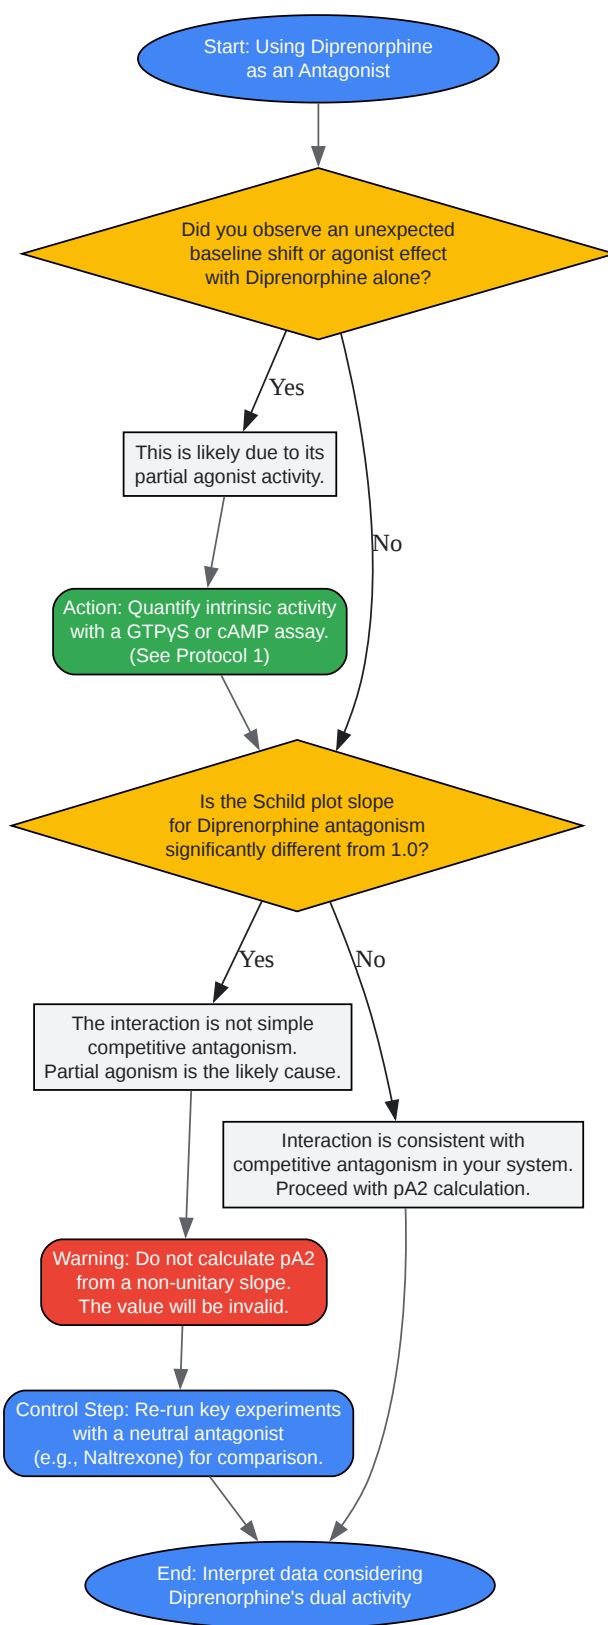 Start: Using Diprenorphine
as an Antagonist
Did you observe an unexpected
baseline shift or agonist effect
with Diprenorphine alone?
Yes
This is likely due to its
partial agonist activity.
No
Action: Quantify intrinsic activity
with a GTPγS or cAMP assay.
(See Protocol 1)
Is the Schild plot slope
for Diprenorphine antagonism
significantly different from 1.0?
Yes
No
The interaction is not simple
competitive antagonism.
Partial agonism is the likely cause.
Interaction is consistent with
competitive antagonism in your system.
Proceed with pA2 calculation.
Warning: Do not calculate pA2
from a non-unitary slope.
The value will be invalid.
Control Step: Re-run key experiments
with a neutral antagonist
(e.g., Naltrexone) for comparison.
End: Interpret data considering
Diprenorphine's dual activity